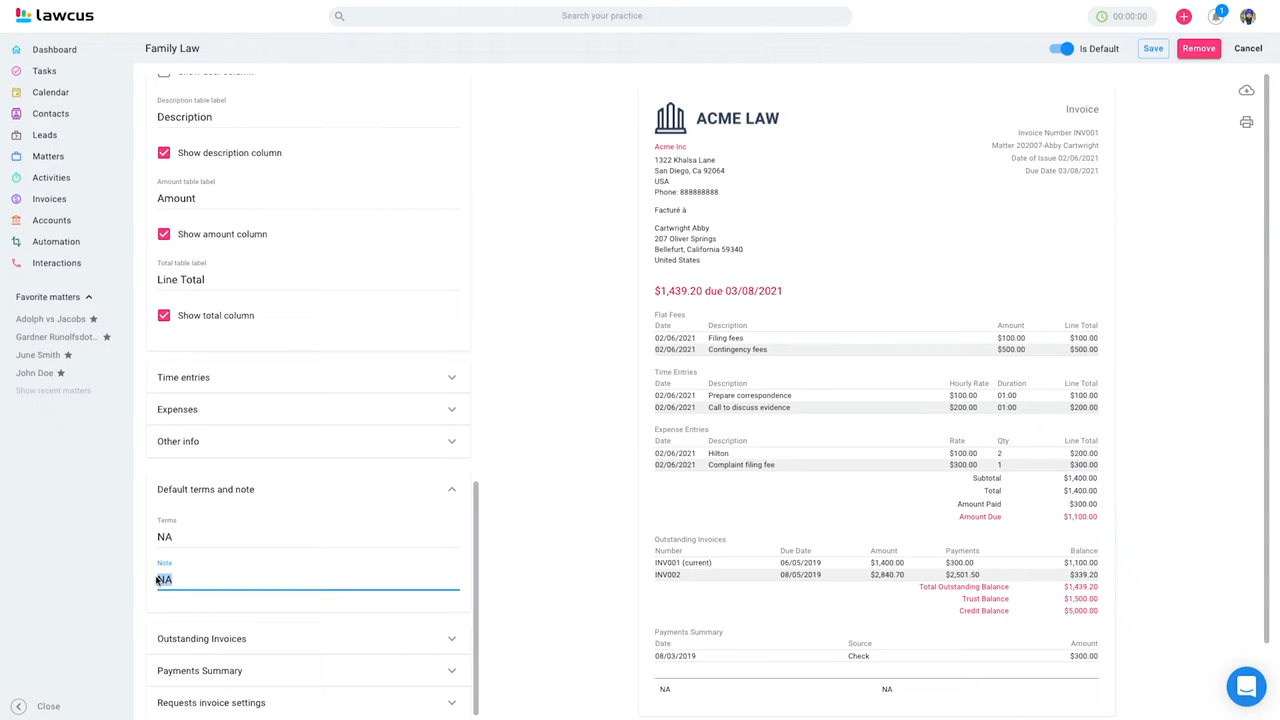 lawcus
Search your practice
00:00:00
1
Family Law
Is Default
Save
Remove
Cancel
Dashboard
Tasks
Calendar
Contacts
Leads
Matters
Activities
Invoices
Accounts
Automation
Interactions
Favorite matters
Adolph vs Jacobs
Gardner Runolfsdot...
June Smith
John Doe
Show recent matters
Close
Description table label
Description
Show description column
Amount table label
Amount
Show amount column
Total table label
Line Total
Show total column
Time entries
Expenses
Other info
Default terms and note
Terms
NA
Note
NA
Outstanding Invoices
Payments Summary
Requests invoice settings
ACME LAW
Invoice
Invoice Number INV001
Matter 202007-Abby Cartwright
Date of Issue 02/06/2021
Due Date 03/08/2021
Acme Inc
1322 Khalsa Lane
San Diego, Ca 92064
USA
Phone: 888888888
Facturé à
Cartwright Abby
207 Oliver Springs
Bellefurt, California 59340
United States
$1,439.20 due 03/08/2021
Flat Fees
Date Description Amount Line Total
02/06/2021 Filing fees $100.00 $100.00
02/06/2021 Contingency fees $500.00 $500.00
Time Entries
Date Description Hourly Rate Duration Line Total
02/06/2021 Prepare correspondence $100.00 01:00 $100.00
02/06/2021 Call to discuss evidence $200.00 01:00 $200.00
Expense Entries
Date Description Rate Qty Line Total
02/06/2021 Hilton $100.00 2 $200.00
02/06/2021 Complaint filing fee $300.00 1 $300.00
Subtotal $1,400.00
Total $1,400.00
Amount Paid $300.00
Amount Due $1,100.00
Outstanding Invoices
Number Due Date Amount Payments Balance
INV001 (current) 06/05/2019 $1,400.00 $300.00 $1,100.00
INV002 08/05/2019 $2,840.70 $2,501.50 $339.20
Total Outstanding Balance $1,439.20
Trust Balance $1,500.00
Credit Balance $5,000.00
Payments Summary
Date Source Amount
08/03/2019 Check $300.00
NA NA